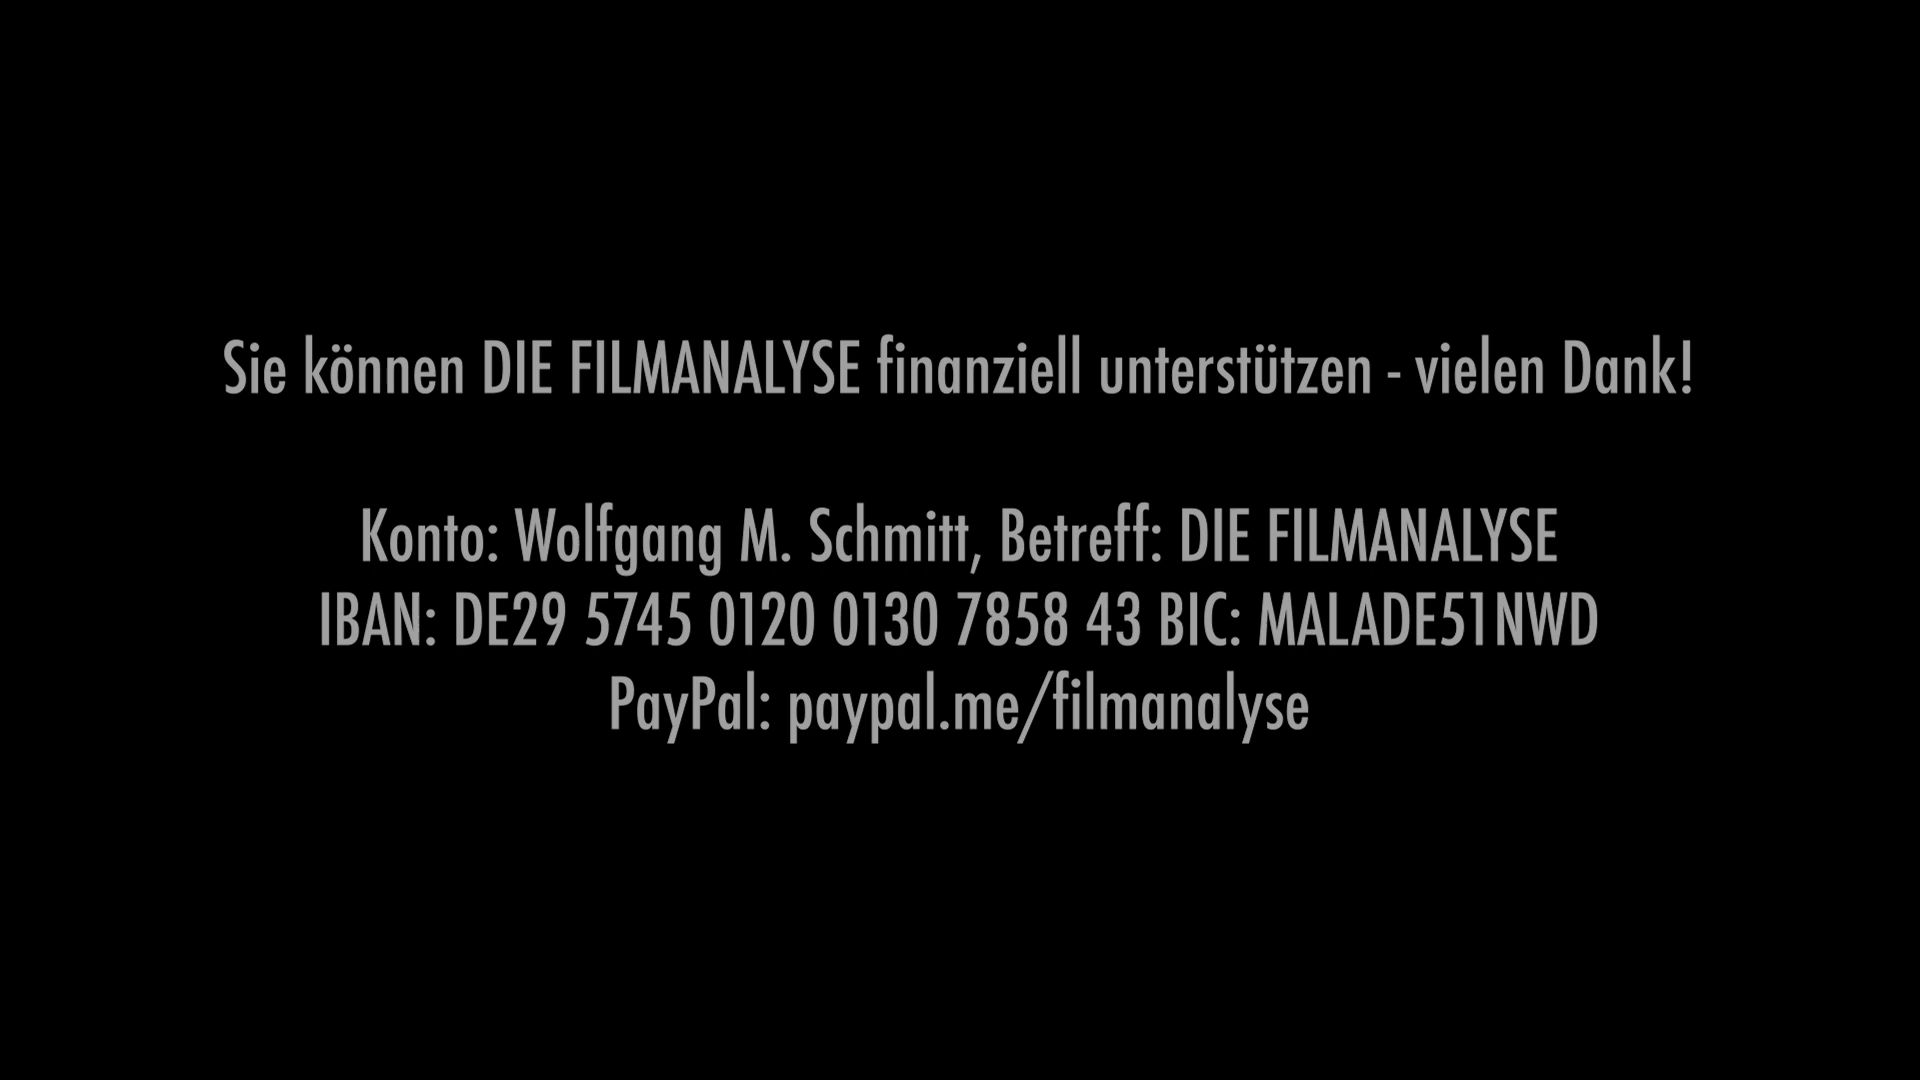 Sie können DIE FILMANALYSE finanziell unterstützen - vielen Dank!
Konto: Wolfgang M. Schmitt, Betreff: DIE FILMANALYSE
IBAN: DE29 5745 0120 0130 7858 43 BIC: MALADE51NWD
PayPal: paypal.me/filmanalyse